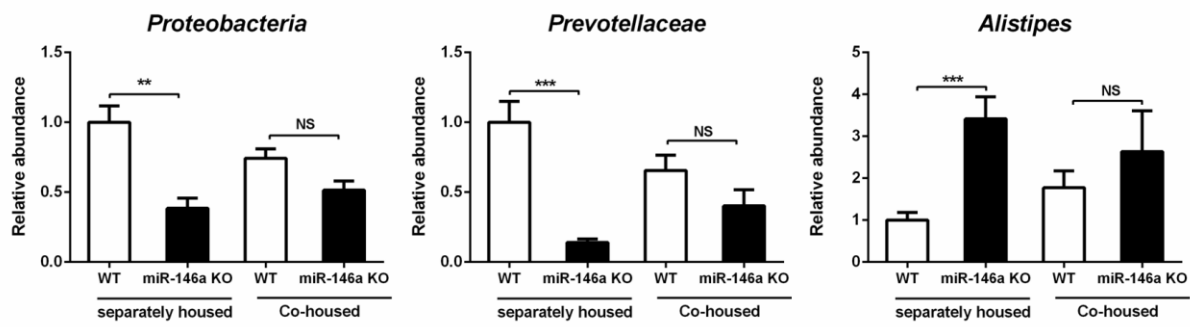 Proteobacteria
Relative abundance
1.5
1.0
0.5
0.0
**
NS
WT miR-146a KO WT miR-146a KO
separately housed Co-housed
Prevotellaceae
Relative abundance
1.5
1.0
0.5
0.0
***
NS
WT miR-146a KO WT miR-146a KO
separately housed Co-housed
Alistipes
Relative abundance
5
4
3
2
1
0
***
NS
WT miR-146a KO WT miR-146a KO
separately housed Co-housed